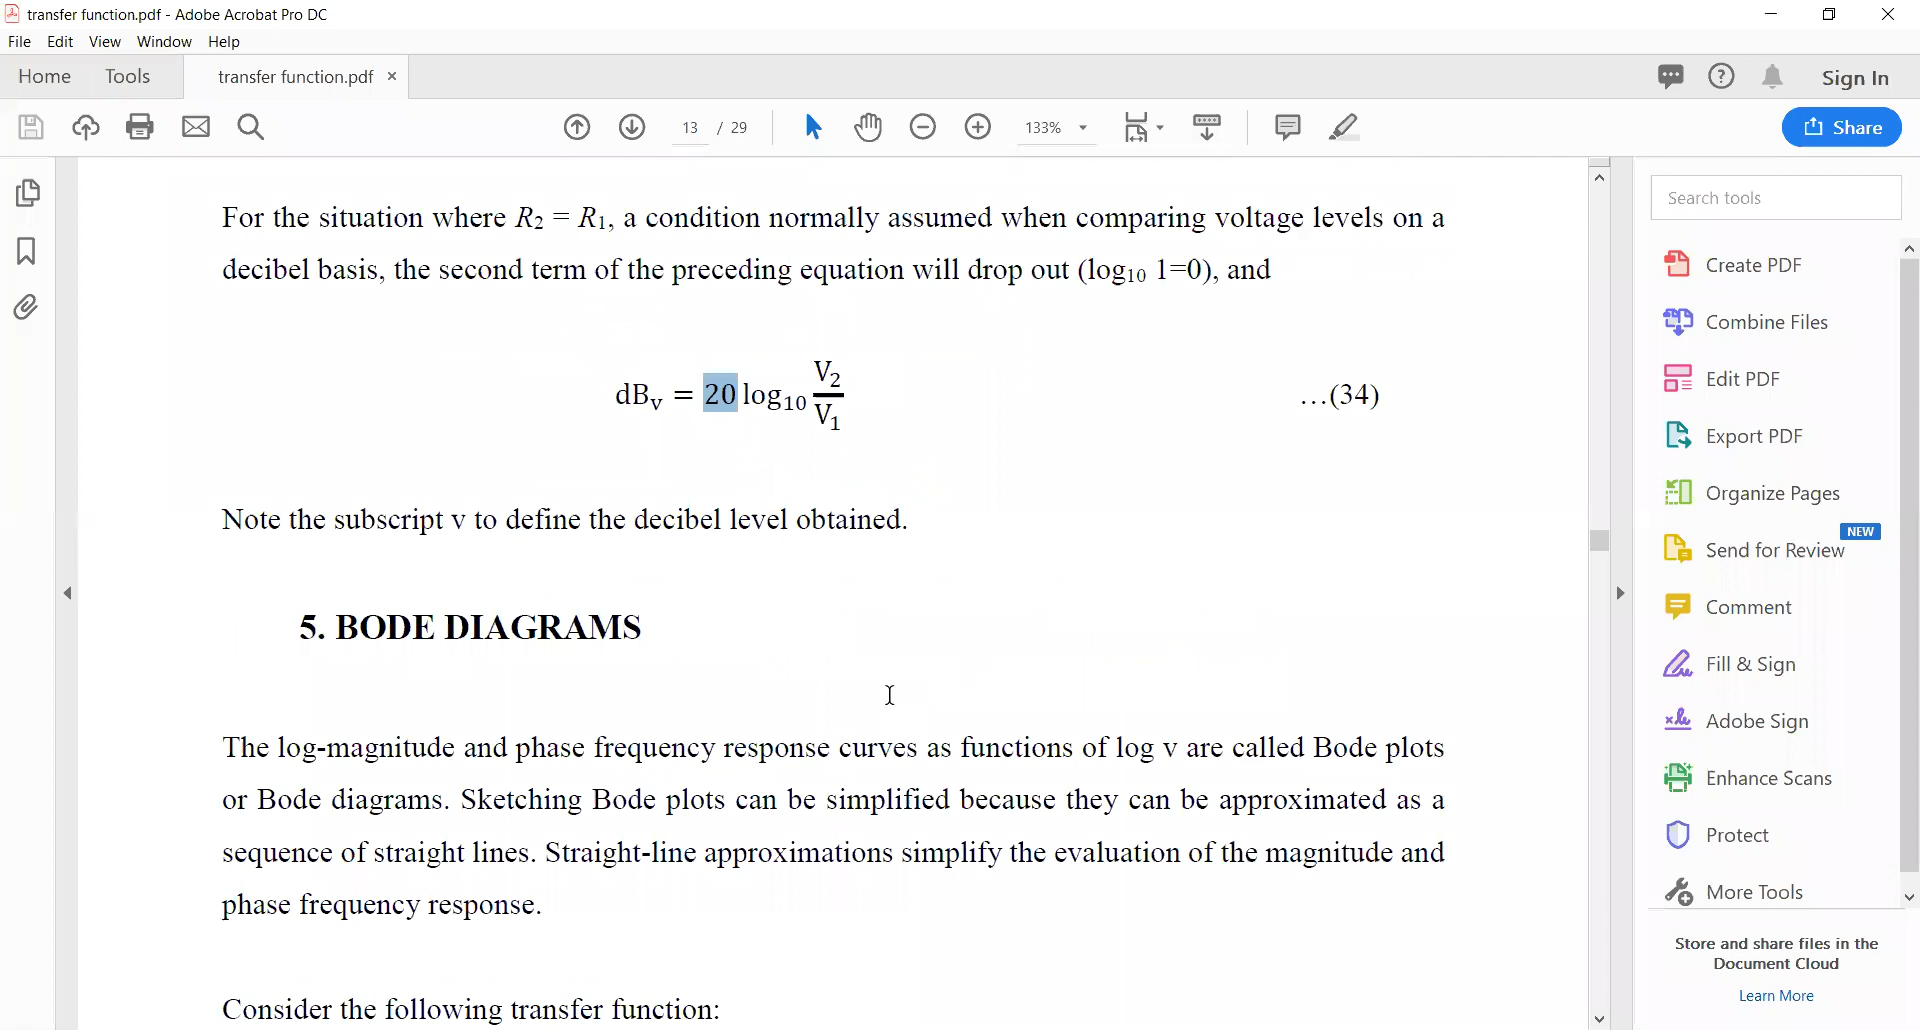 transfer function.pdf - Adobe Acrobat Pro DC
File Edit View Window Help
Home Tools transfer function.pdf × Sign In
13 / 29 133% Share
For the situation where R₂ = R₁, a condition normally assumed when comparing voltage levels on a
decibel basis, the second term of the preceding equation will drop out (log₁₀ 1=0), and
dBᵥ = 20 log₁₀ V₂/V₁ …(34)
Note the subscript v to define the decibel level obtained.
5. BODE DIAGRAMS
The log-magnitude and phase frequency response curves as functions of log v are called Bode plots
or Bode diagrams. Sketching Bode plots can be simplified because they can be approximated as a
sequence of straight lines. Straight-line approximations simplify the evaluation of the magnitude and
phase frequency response.
Consider the following transfer function:
Search tools
Create PDF
Combine Files
Edit PDF
Export PDF
Organize Pages
NEW
Send for Review
Comment
Fill & Sign
Adobe Sign
Enhance Scans
Protect
More Tools
Store and share files in the
Document Cloud
Learn More